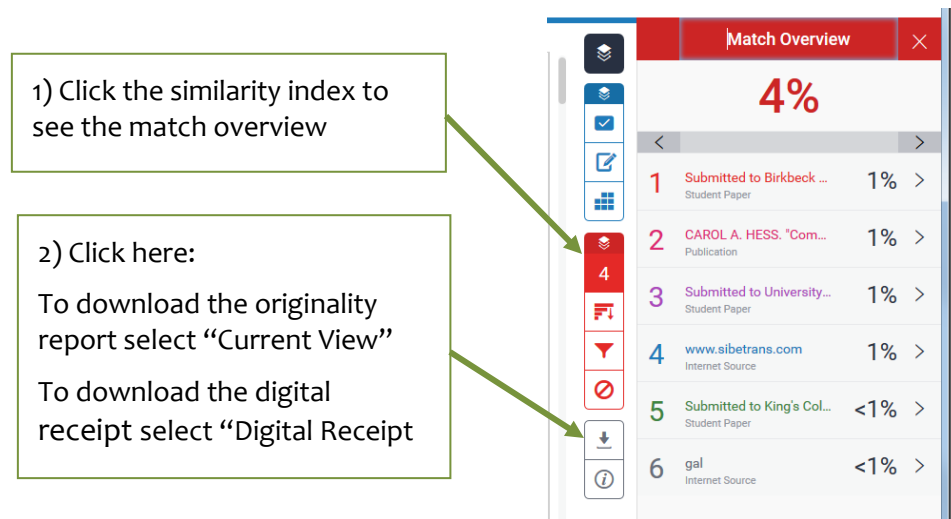 1) Click the similarity index to
see the match overview
2) Click here:
To download the originality
report select “Current View”
To download the digital
receipt select “Digital Receipt
4
Match Overview
4%
1 Submitted to Birkbeck ... 1%
Student Paper
2 CAROL A. HESS. "Com... 1%
Publication
3 Submitted to University... 1%
Student Paper
4 www.sibetrans.com 1%
Internet Source
5 Submitted to King's Col... <1%
Student Paper
6 gal <1%
Internet Source